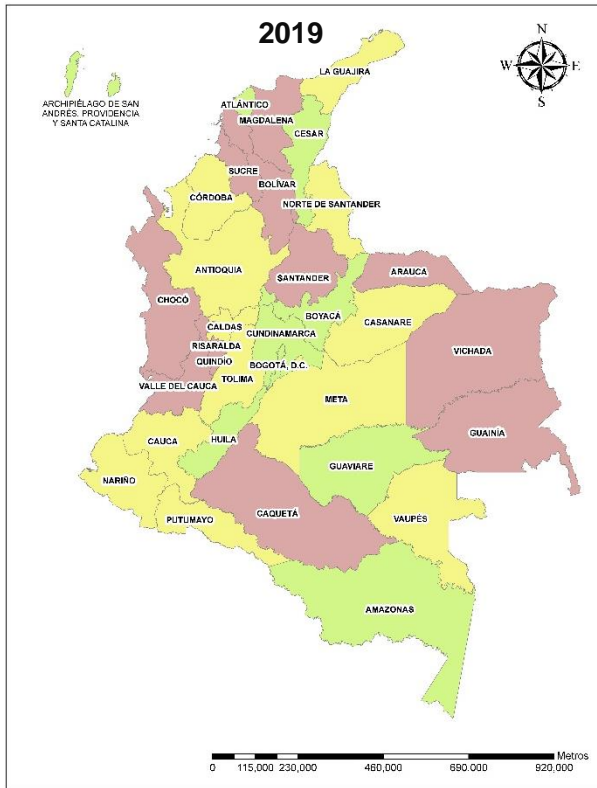 2019
N
W
E
S
LA GUAJIRA
ARCHIPIÉLAGO DE SAN
ANDRÉS, PROVIDENCIA
Y SANTA CATALINA
ATLÁNTICO
MAGDALENA
CESAR
SUCRE
BOLÍVAR
CÓRDOBA
NORTE DE SANTANDER
ANTIOQUIA
SANTANDER
ARAUCA
CHOCÓ
BOYACÁ
CASANARE
CALDAS
CUNDINAMARCA
RISARALDA
VICHADA
QUINDÍO
BOGOTÁ, D.C.
TOLIMA
VALLE DEL CAUCA
META
GUAINÍA
CAUCA
HUILA
GUAVIARE
NARIÑO
CAQUETÁ
PUTUMAYO
VAUPÉS
AMAZONAS
Metros
0 115,000 230,000 460,000 690,000 920,000